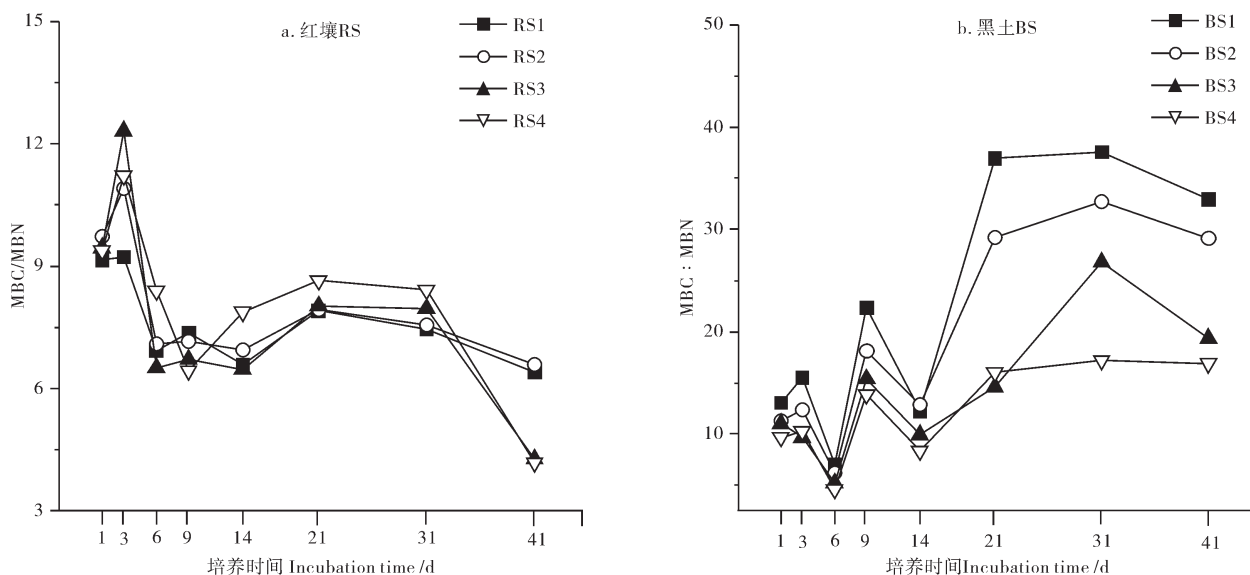 a. 红壤RS
RS1
RS2
RS3
RS4
15
12
9
6
3
MBC/MBN
1 3 6 9 14 21 31 41
培养时间 Incubation time /d
b. 黑土BS
BS1
BS2
BS3
BS4
50
40
30
20
10
MBC：MBN
1 3 6 9 14 21 31 41
培养时间Incubation time /d